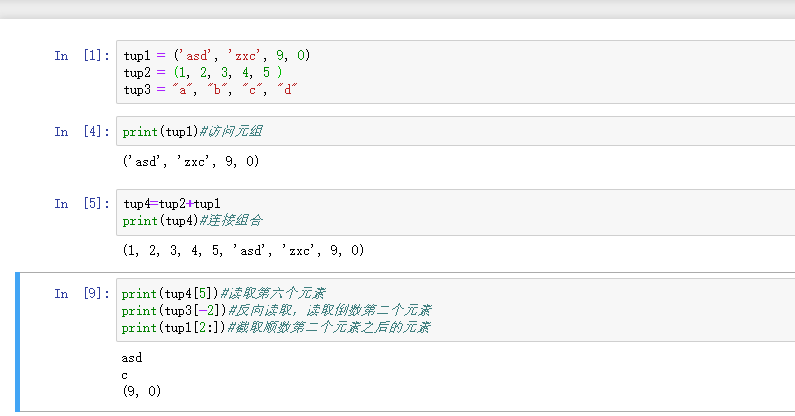 In [1]: tup1 = ('asd', 'zxc', 9, 0)
tup2 = (1, 2, 3, 4, 5 )
tup3 = "a", "b", "c", "d"
In [4]: print(tup1)#访问元组
('asd', 'zxc', 9, 0)
In [5]: tup4=tup2+tup1
print(tup4)#连接组合
(1, 2, 3, 4, 5, 'asd', 'zxc', 9, 0)
In [9]: print(tup4[5])#读取第六个元素
print(tup3[-2])#反向读取，读取倒数第二个元素
print(tup1[2:])#截取顺数第二个元素之后的元素
asd
c
(9, 0)